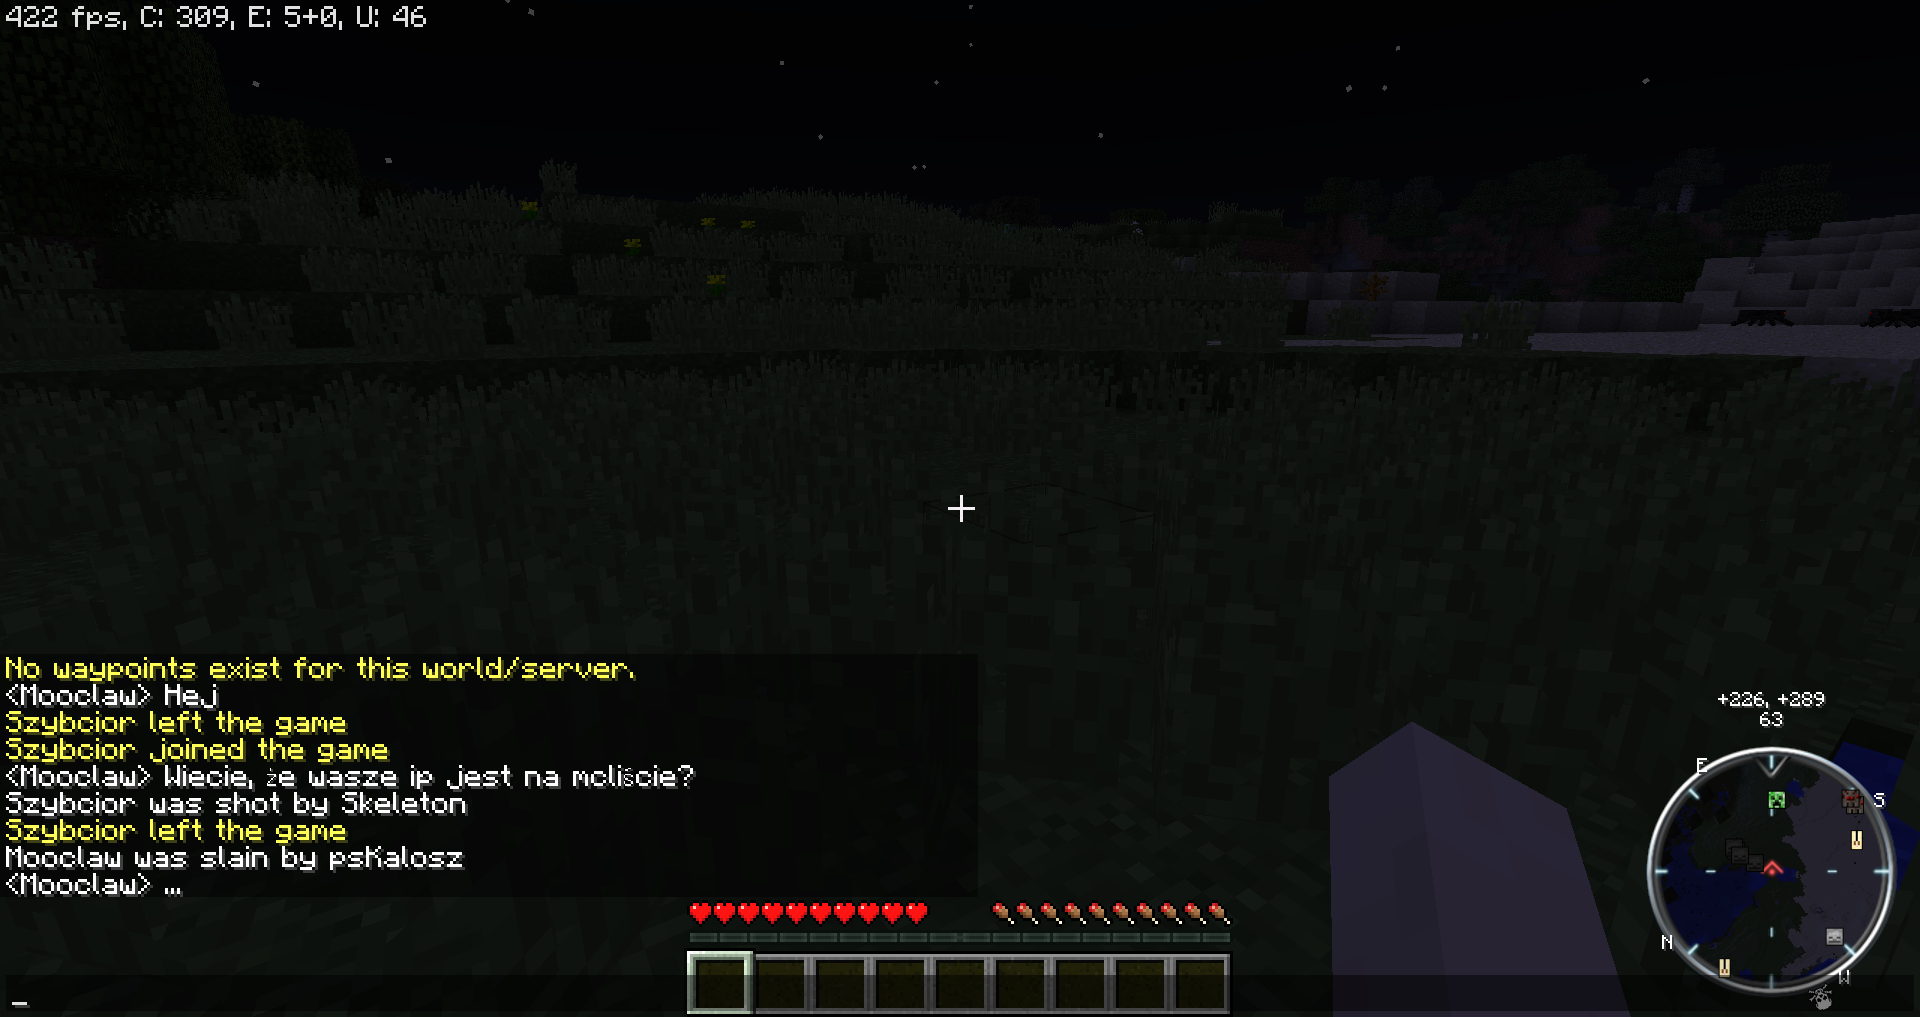 422 fps, C: 309, E: 5+0, U: 46
No waypoints exist for this world/server.
<Mooclaw> Hej
Szybcior left the game
Szybcior joined the game
<Mooclaw> Wiecie, że wasze ip jest na mcliście?
Szybcior was shot by Skeleton
Szybcior left the game
Mooclaw was slain by psKalosz
<Mooclaw> ...
+226, +289
63
E
S
N
W